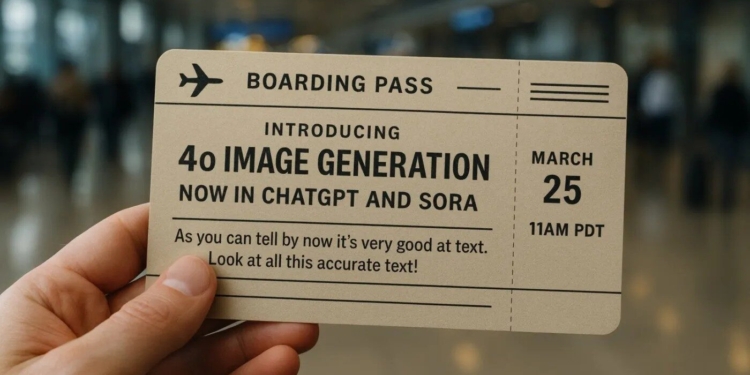 BOARDING PASS
INTRODUCING
4o IMAGE GENERATION
NOW IN CHATGPT AND SORA
As you can tell by now it's very good at text.
Look at all this accurate text!
MARCH
25
11AM PDT